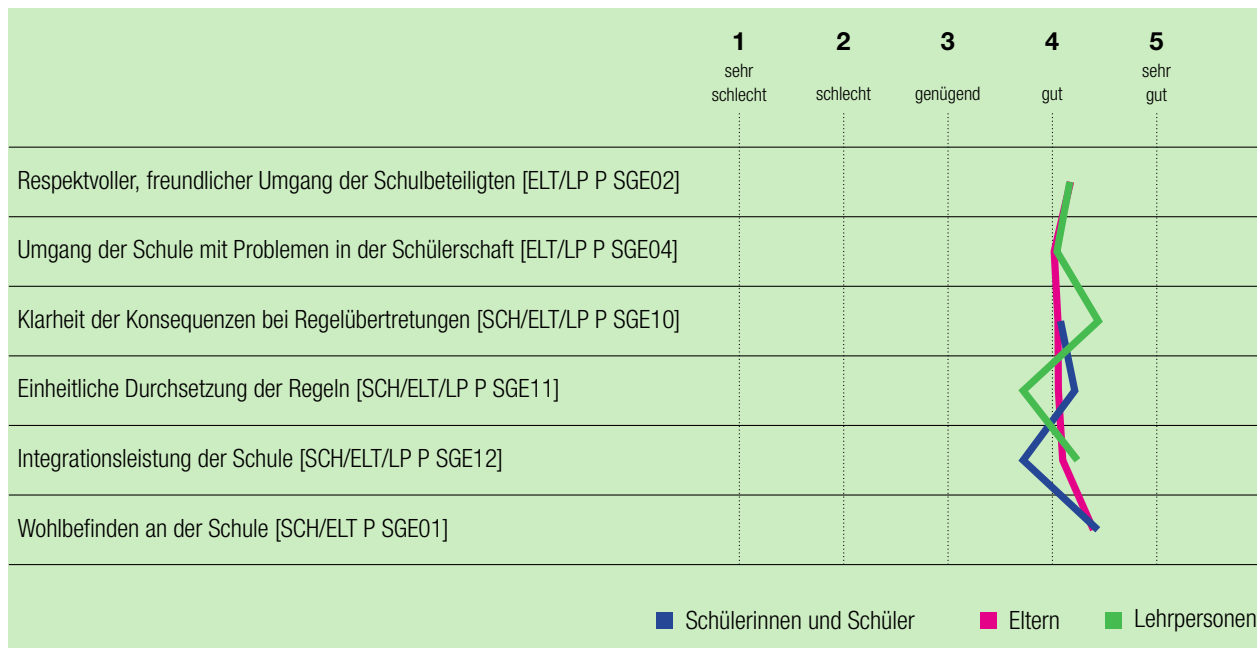 1 2 3 4 5
sehr schlecht schlecht genügend gut sehr gut
Respektvoller, freundlicher Umgang der Schulbeteiligten [ELT/LP P SGE02]
Umgang der Schule mit Problemen in der Schülerschaft [ELT/LP P SGE04]
Klarheit der Konsequenzen bei Regelübertretungen [SCH/ELT/LP P SGE10]
Einheitliche Durchsetzung der Regeln [SCH/ELT/LP P SGE11]
Integrationsleistung der Schule [SCH/ELT/LP P SGE12]
Wohlbefinden an der Schule [SCH/ELT P SGE01]
Schülerinnen und Schüler Eltern Lehrpersonen